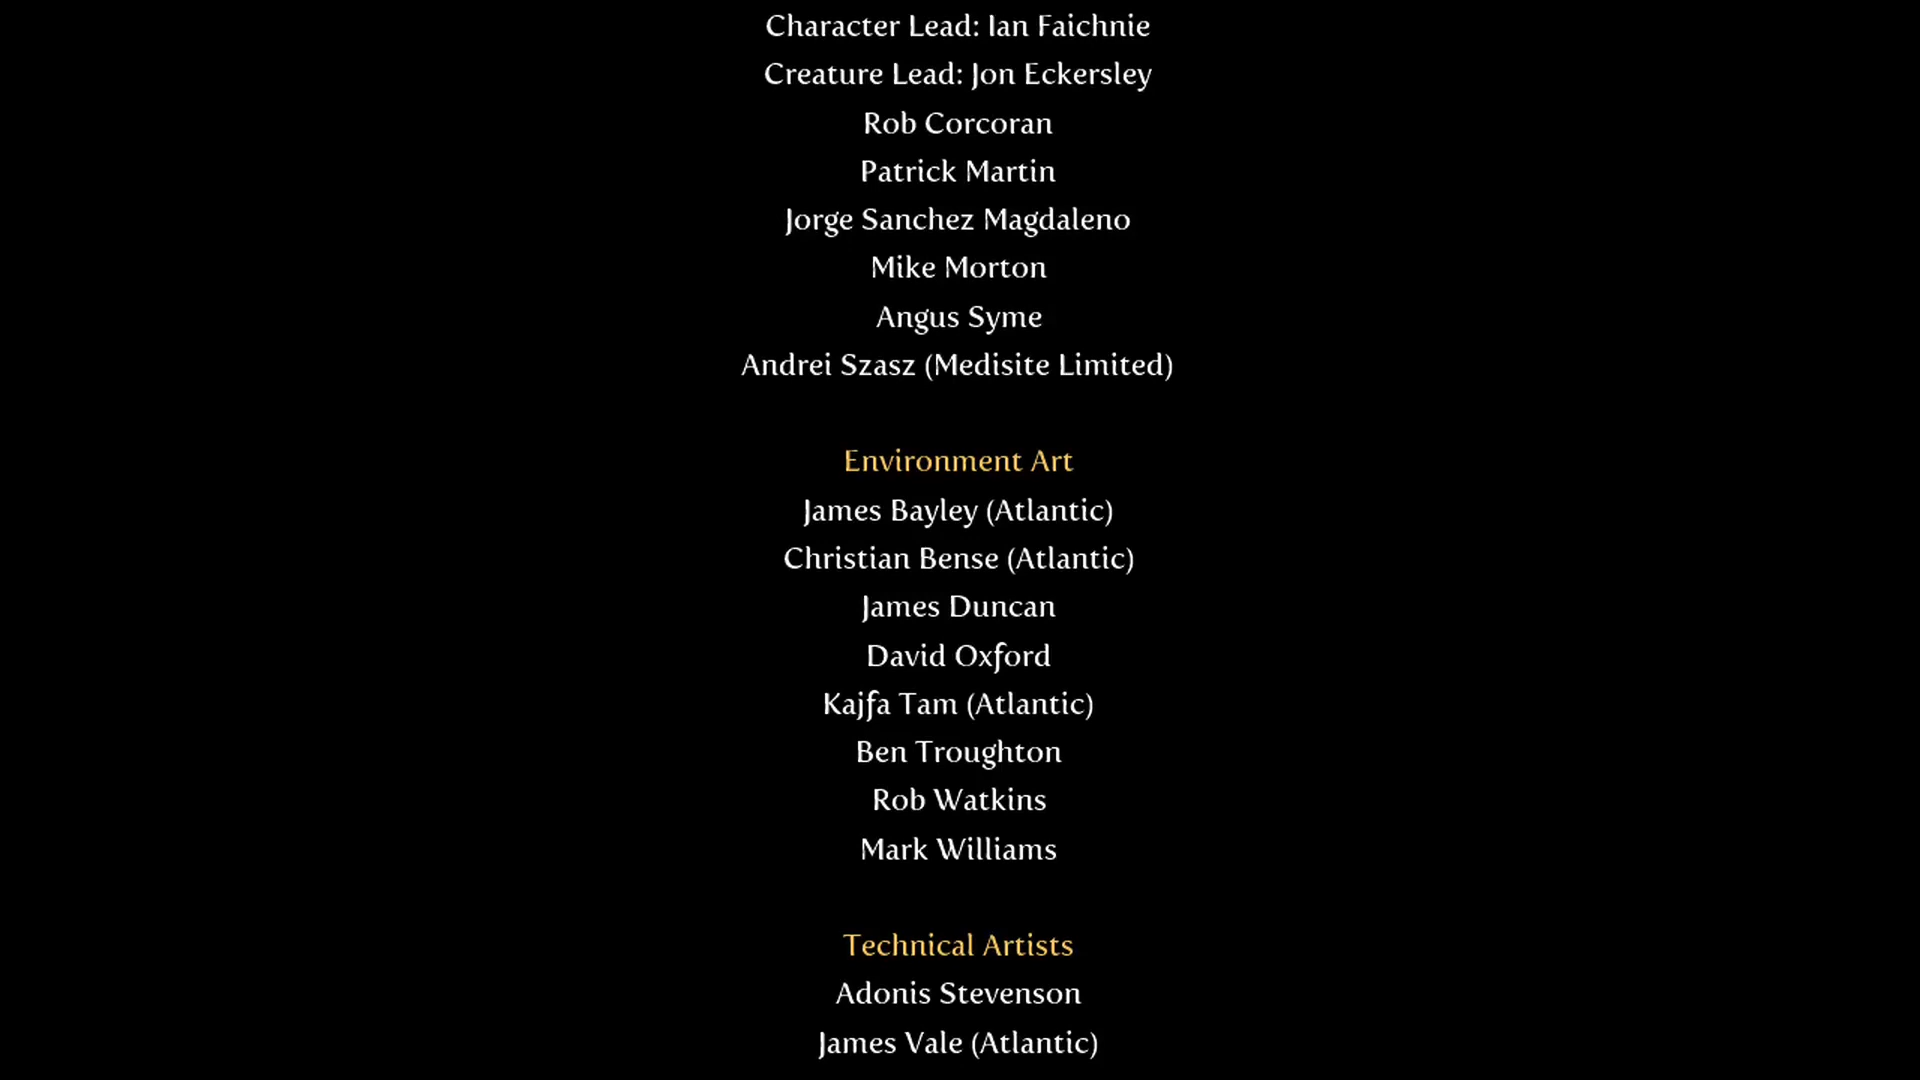 Character Lead: Ian Faichnie
Creature Lead: Jon Eckersley
Rob Corcoran
Patrick Martin
Jorge Sanchez Magdaleno
Mike Morton
Angus Syme
Andrei Szasz (Medisite Limited)
Environment Art
James Bayley (Atlantic)
Christian Bense (Atlantic)
James Duncan
David Oxford
Kajfa Tam (Atlantic)
Ben Troughton
Rob Watkins
Mark Williams
Technical Artists
Adonis Stevenson
James Vale (Atlantic)